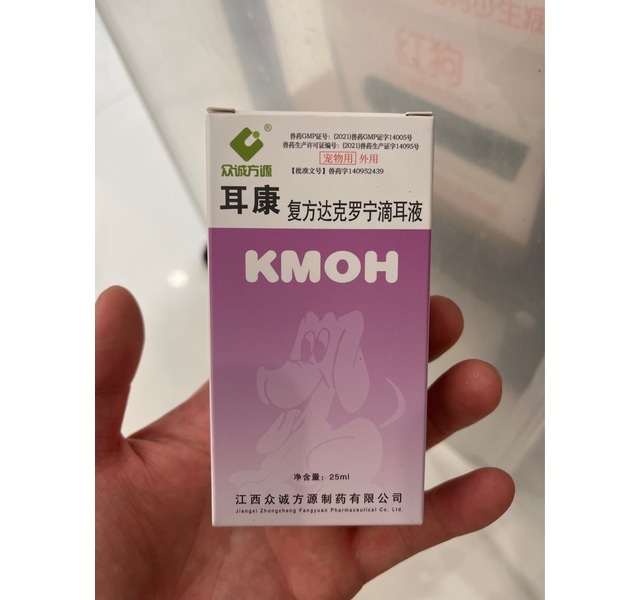 少生病
红狗
®
众诚方源
兽药GMP证号：(2021)兽药GMP证字14005号
兽药生产许可证编号：(2021)兽药生产证字14095号
宠物用 外用
【批准文号】兽药字140952439
耳康 复方达克罗宁滴耳液
KMOH
净含量：25ml
江西众诚方源制药有限公司
Jiangxi Zhongcheng Fangyuan Pharmaceutical Co. Ltd.